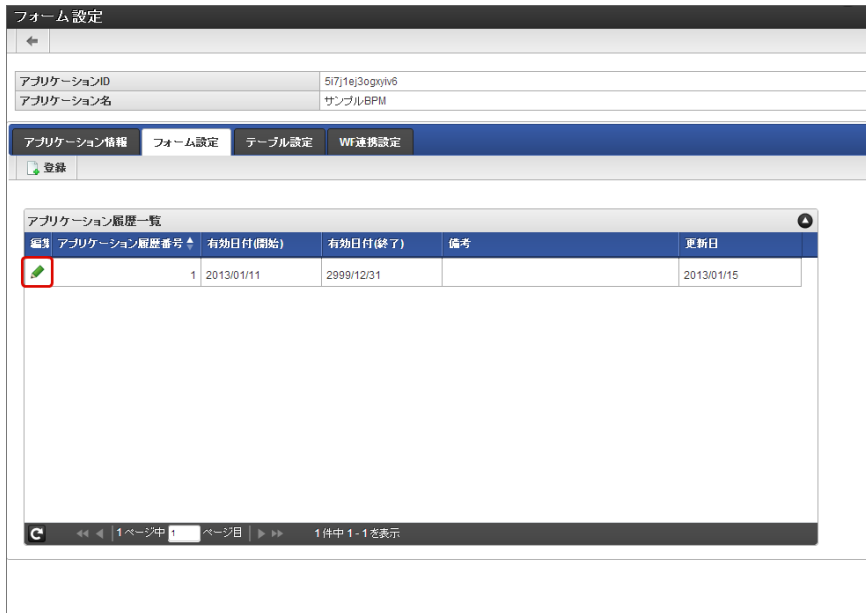 フォーム設定
アプリケーションID 5i7j1ej3ogxyiv6
アプリケーション名 サンプルBPM
アプリケーション情報 フォーム設定 テーブル設定 WF連携設定
登録
アプリケーション履歴一覧
編集 アプリケーション履歴番号 有効日付(開始) 有効日付(終了) 備考 更新日
1 2013/01/11 2999/12/31 2013/01/15
1 ページ中 1 ページ目 1 件中 1 - 1 を表示